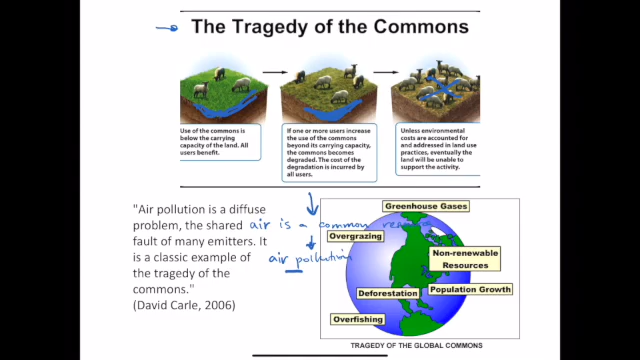 The Tragedy of the Commons
Use of the commons is
below the carrying
capacity of the land. All
users benefit.
If one or more users increase
the use of the commons
beyond its carrying capacity,
the commons becomes
degraded. The cost of the
degradation is incurred by
all users.
Unless environmental
costs are accounted for
and addressed in land use
practices, eventually the
land will be unable to
support the activity.
"Air pollution is a diffuse
problem, the shared
fault of many emitters. It
is a classic example of
the tragedy of the
commons."
(David Carle, 2006)
air is a common
air pollution
Greenhouse Gases
Overgrazing
Non-renewable
Resources
Deforestation
Population Growth
Overfishing
TRAGEDY OF THE GLOBAL COMMONS